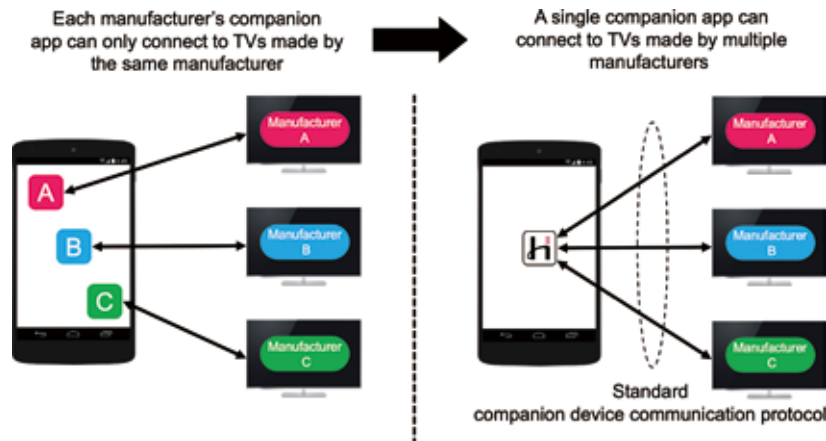 Each manufacturer's companion
app can only connect to TVs made by
the same manufacturer
A single companion app can
connect to TVs made by multiple
manufacturers
A
B
C
Manufacturer
A
Manufacturer
B
Manufacturer
C
h
Manufacturer
A
Manufacturer
B
Manufacturer
C
Standard
companion device communication protocol